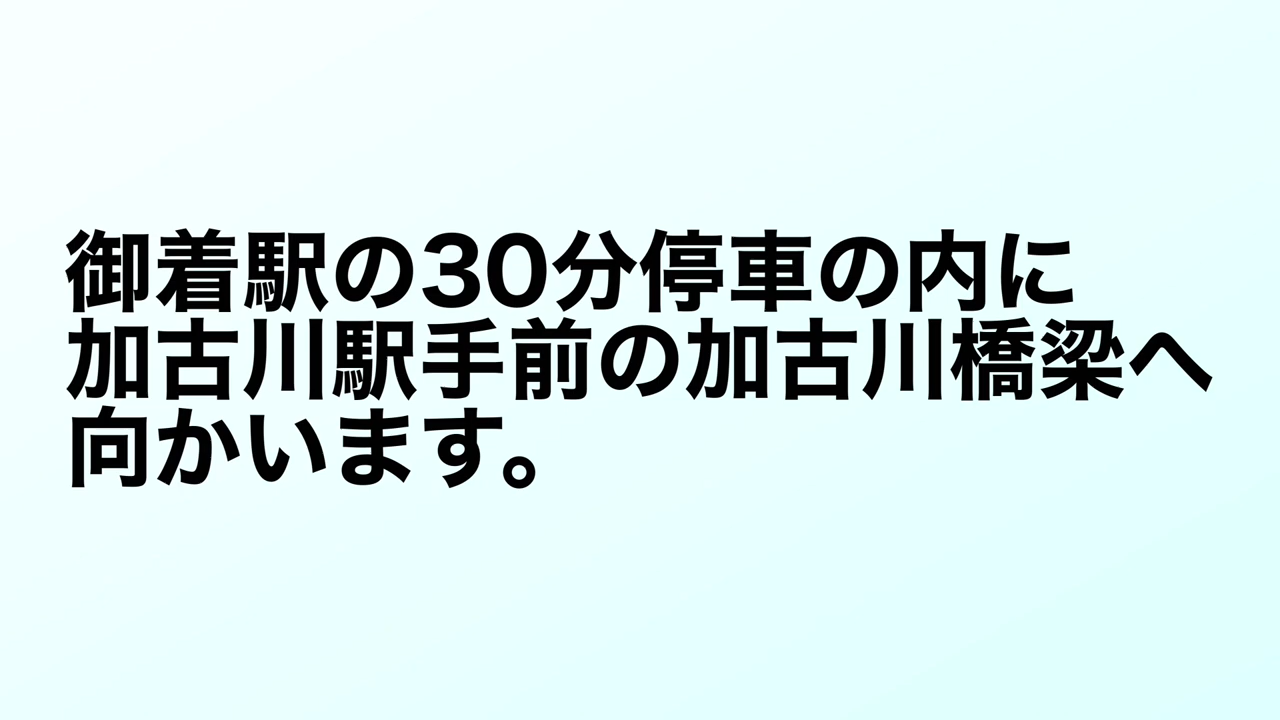 御着駅の30分停車の内に
加古川駅手前の加古川橋梁へ
向かいます。